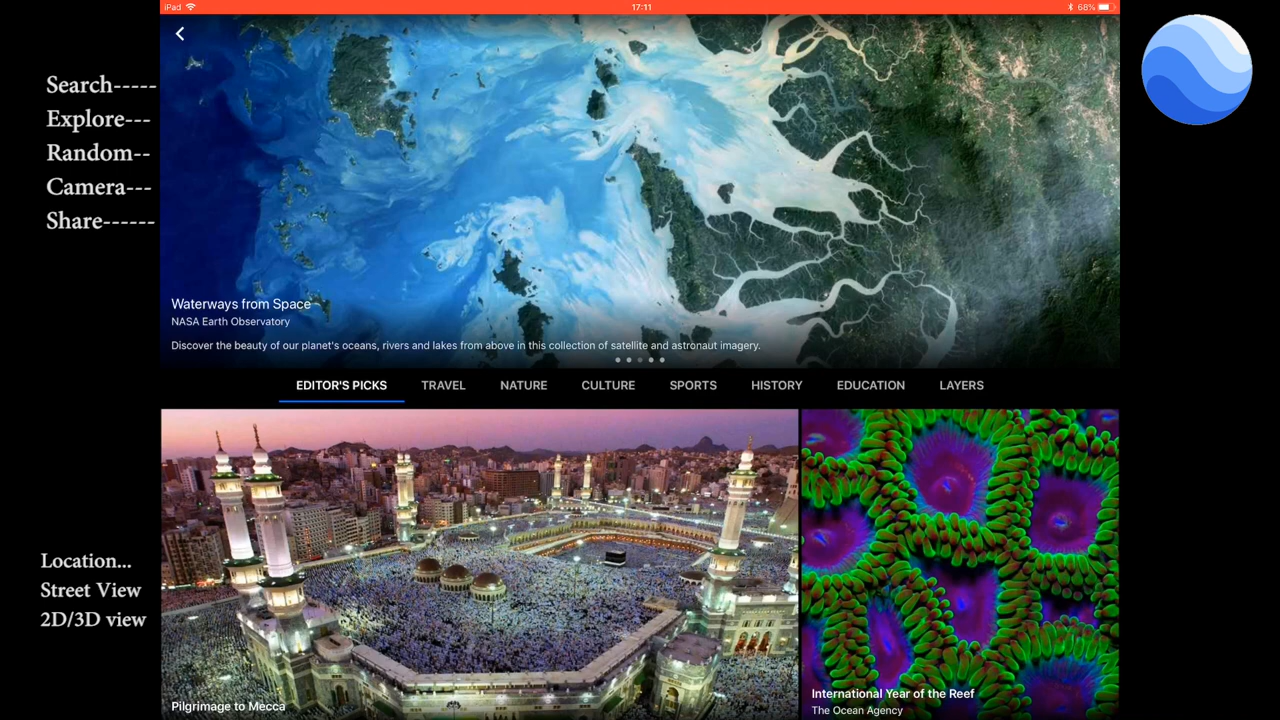 iPad
17:11
68%
Search-----
Explore---
Random--
Camera---
Share------
Waterways from Space
NASA Earth Observatory
Discover the beauty of our planet's oceans, rivers and lakes from above in this collection of satellite and astronaut imagery.
EDITOR'S PICKS TRAVEL NATURE CULTURE SPORTS HISTORY EDUCATION LAYERS
Location...
Street View
2D/3D view
Pilgrimage to Mecca
International Year of the Reef
The Ocean Agency